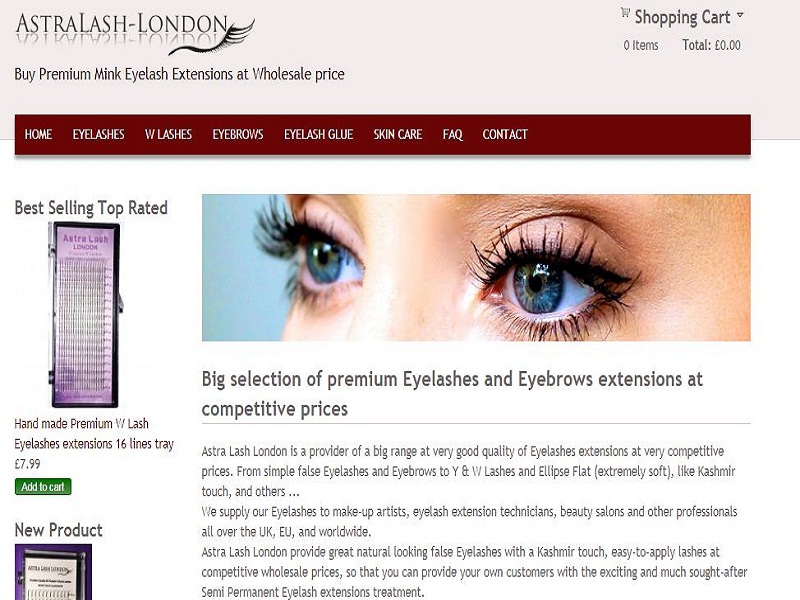 ASTRALASH-LONDON
Buy Premium Mink Eyelash Extensions at Wholesale price
Shopping Cart
0 Items Total: £0.00
HOME EYELASHES W LASHES EYEBROWS EYELASH GLUE SKIN CARE FAQ CONTACT
Best Selling Top Rated
Astra Lash
LONDON
Hand made Premium W Lash
Eyelashes extensions 16 lines tray
£7.99
Add to cart
New Product
ASTRALASH-LONDON
Big selection of premium Eyelashes and Eyebrows extensions at
competitive prices
Astra Lash London is a provider of a big range at very good quality of Eyelashes extensions at very competitive
prices. From simple false Eyelashes and Eyebrows to Y & W Lashes and Ellipse Flat (extremely soft), like Kashmir
touch, and others ...
We supply our Eyelashes to make-up artists, eyelash extension technicians, beauty salons and other professionals
all over the UK, EU, and worldwide.
Astra Lash London provide great natural looking false Eyelashes with a Kashmir touch, easy-to-apply lashes at
competitive wholesale prices, so that you can provide your own customers with the exciting and much sought-after
Semi Permanent Eyelash extensions treatment.